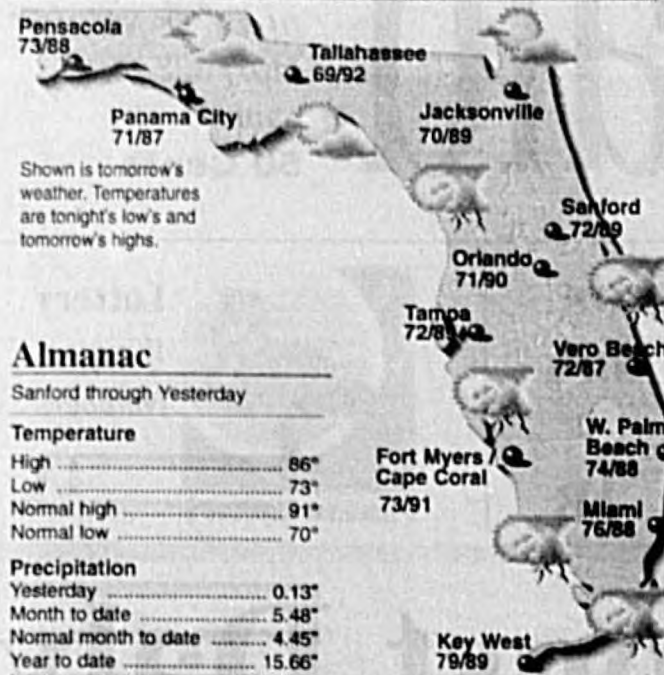 Pensacola
73/88
Tallahassee
69/92
Panama City
71/87
Jacksonville
70/89
Shown is tomorrow's
weather. Temperatures
are tonight's low's and
tomorrow's highs.
Sanford
72/89
Orlando
71/90
Tampa
Vero Beach
72/87
W. Palm
Beach
74/88
Fort Myers /
Cape Coral
73/91
Miami
76/88
Key West
79/89
Almanac
Sanford through Yesterday
Temperature
High ........................ 86°
Low ........................ 73°
Normal high ........................ 91°
Normal low ........................ 70°
Precipitation
Yesterday ........................ 0.13"
Month to date ........................ 5.48"
Normal month to date ........... 4.45"
Year to date ........................ 15.66"